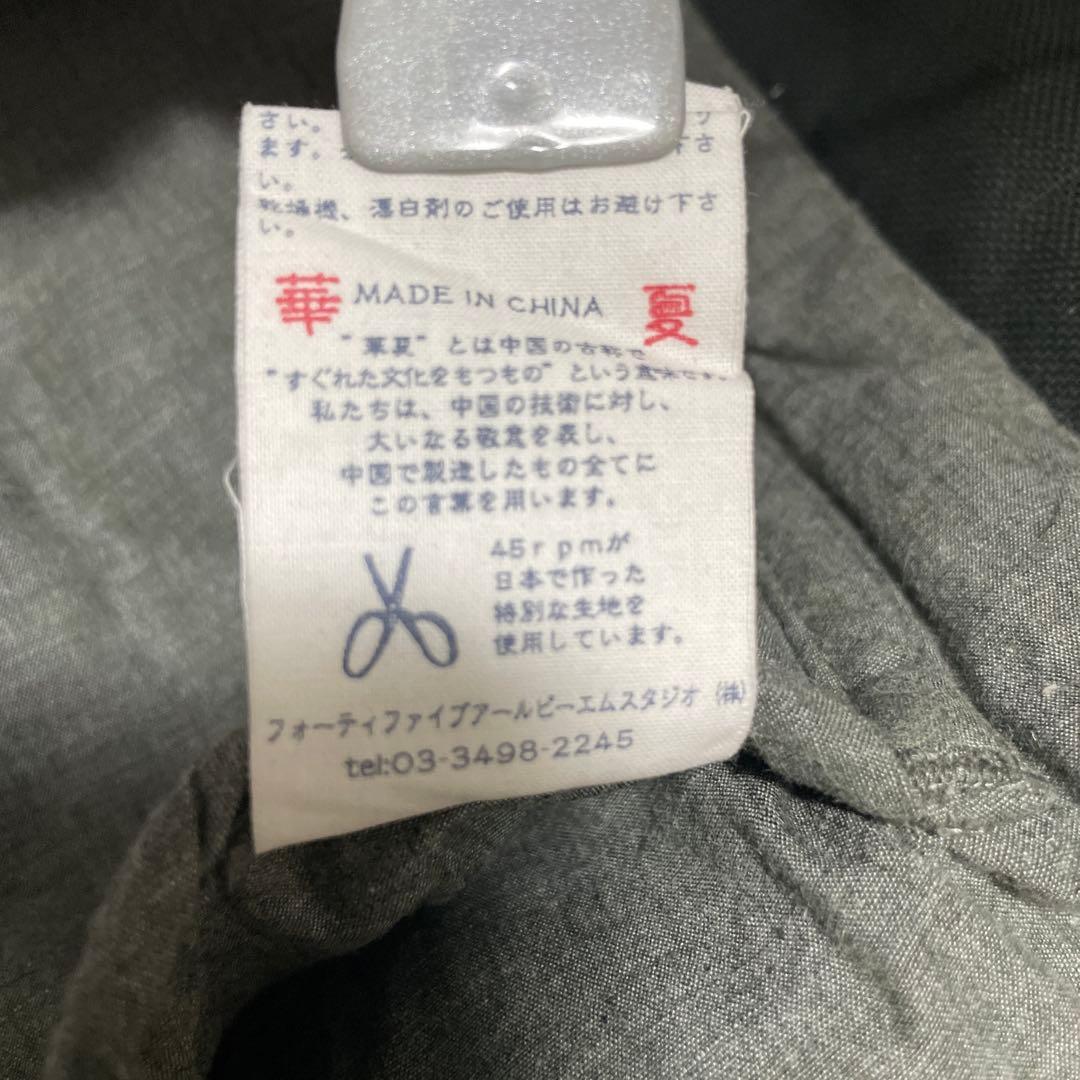 さい。
ます。
ッ
さ
い。
乾燥機、漂白剤のご使用はお避け下さ
い。
華 MADE IN CHINA 夏
"華夏"とは中国の古称で
"すぐれた文化をもつもの"という意味です。
私たちは、中国の技術に対し、
大いなる敬意を表し、
中国で製造したもの全てに
この言葉を用います。
45rpmが
日本で作った
特別な生地を
使用しています。
フォーティファイブアールピーエムスタジオ(株)
tel:03-3498-2245